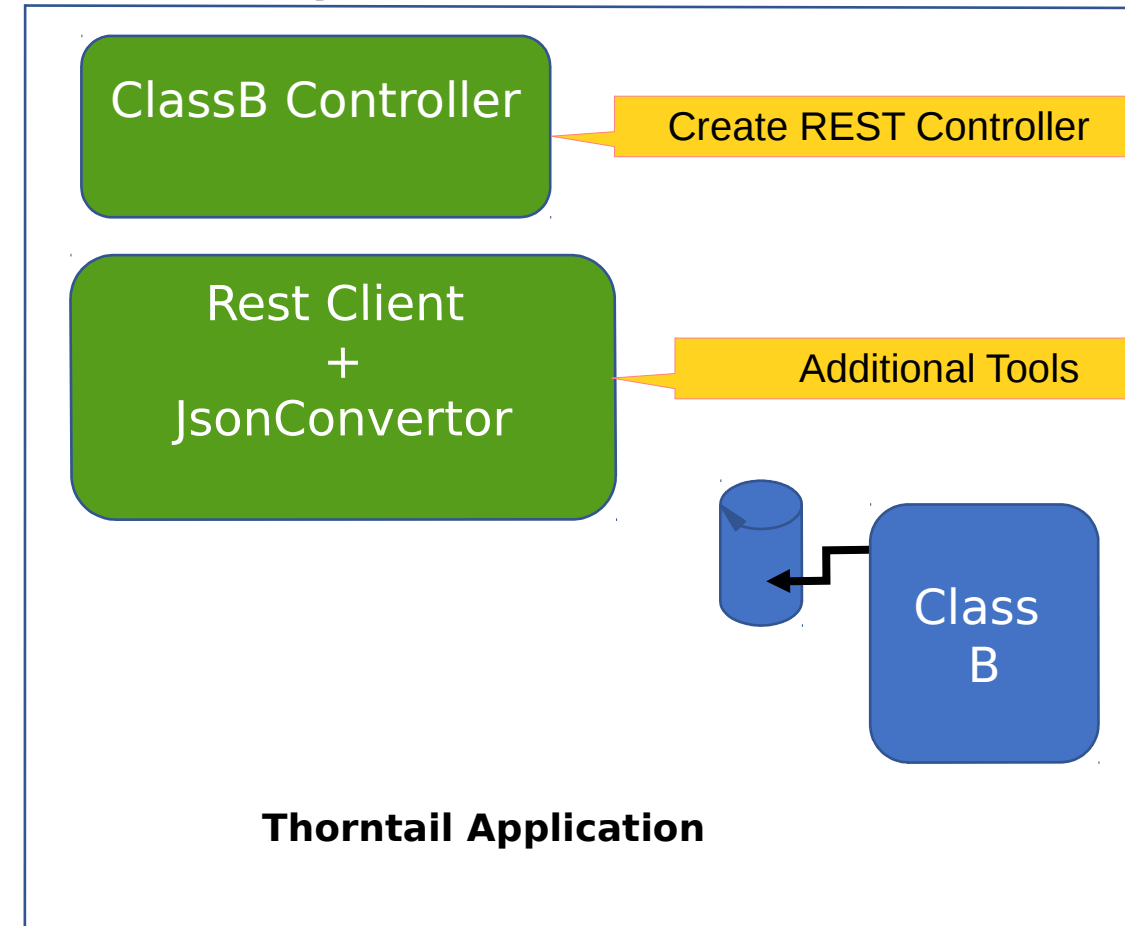 ClassB Controller
Create REST Controller
Rest Client
+
JsonConvertor
Additional Tools
Class
B
Thorntail Application